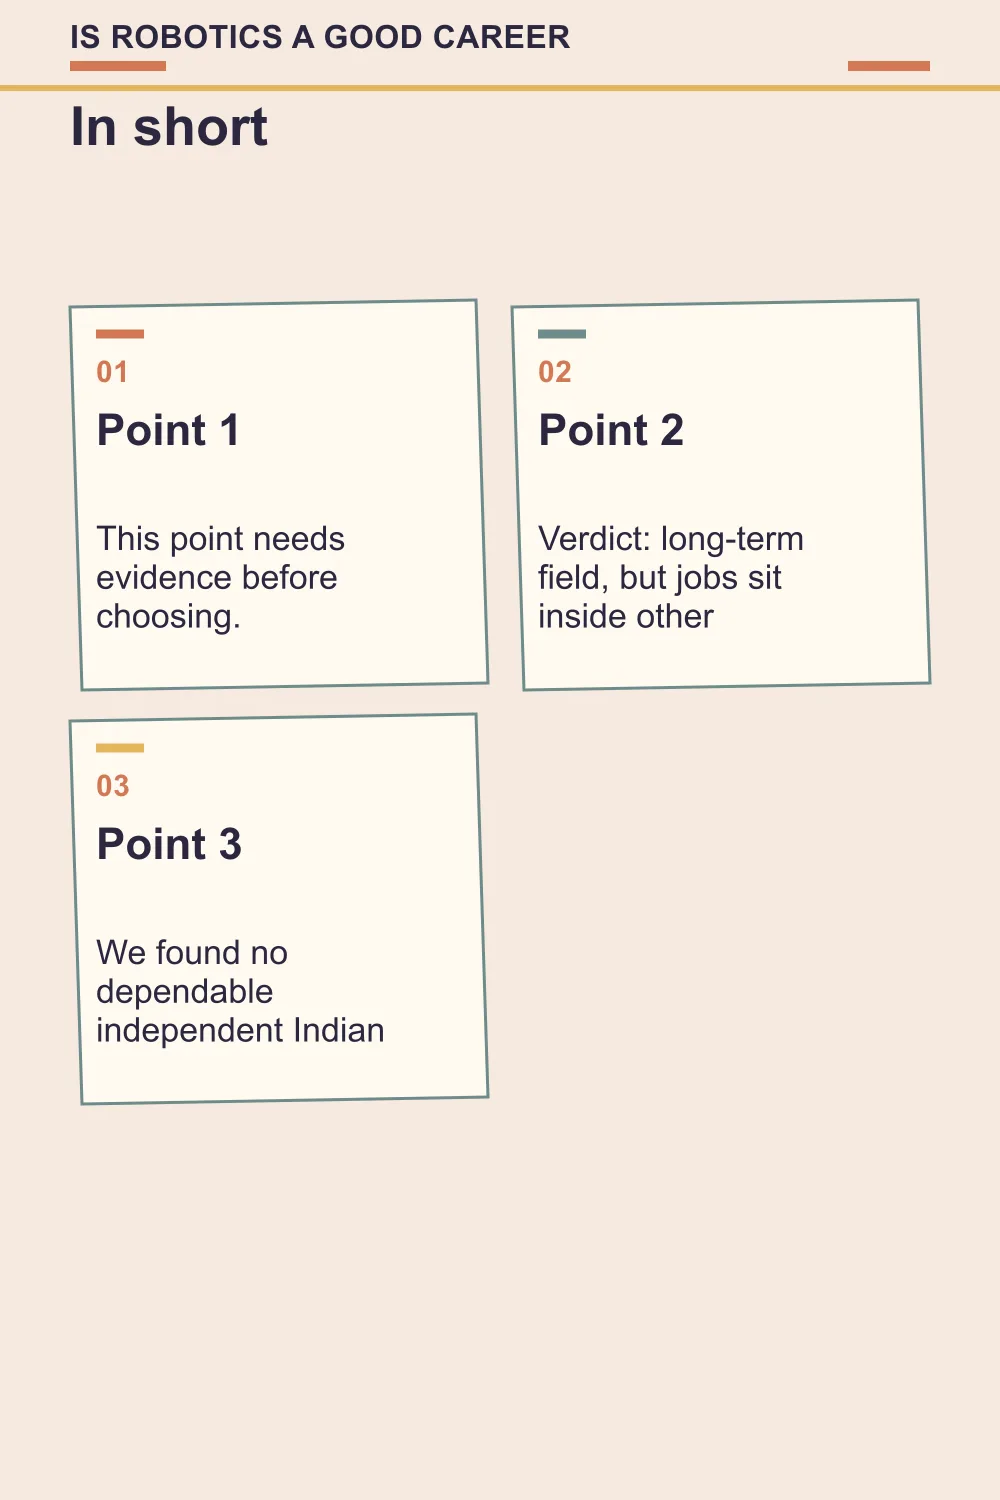 IS ROBOTICS A GOOD CAREER
In short
01
Point 1
This point needs
evidence before
choosing.
02
Point 2
Verdict: long-term
field, but jobs sit
inside other
03
Point 3
We found no
dependable
independent Indian